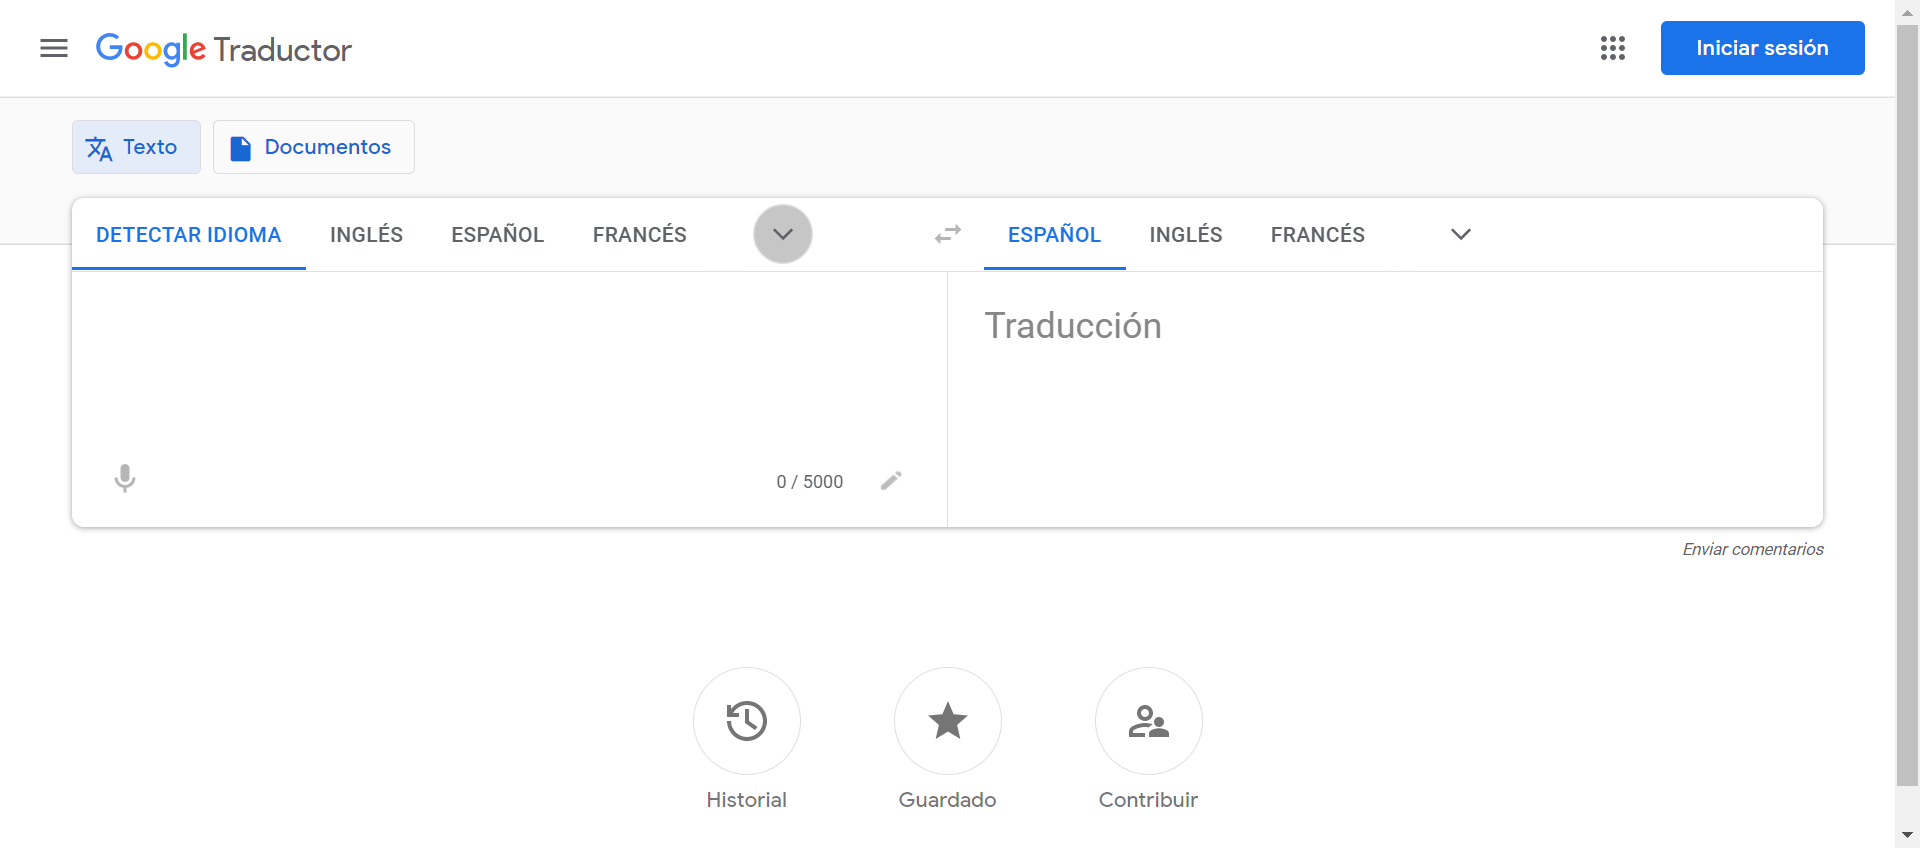 Google Traductor
Iniciar sesión
Texto
Documentos
DETECTAR IDIOMA INGLÉS ESPAÑOL FRANCÉS
ESPAÑOL INGLÉS FRANCÉS
Traducción
0 / 5000
Enviar comentarios
Historial
Guardado
Contribuir